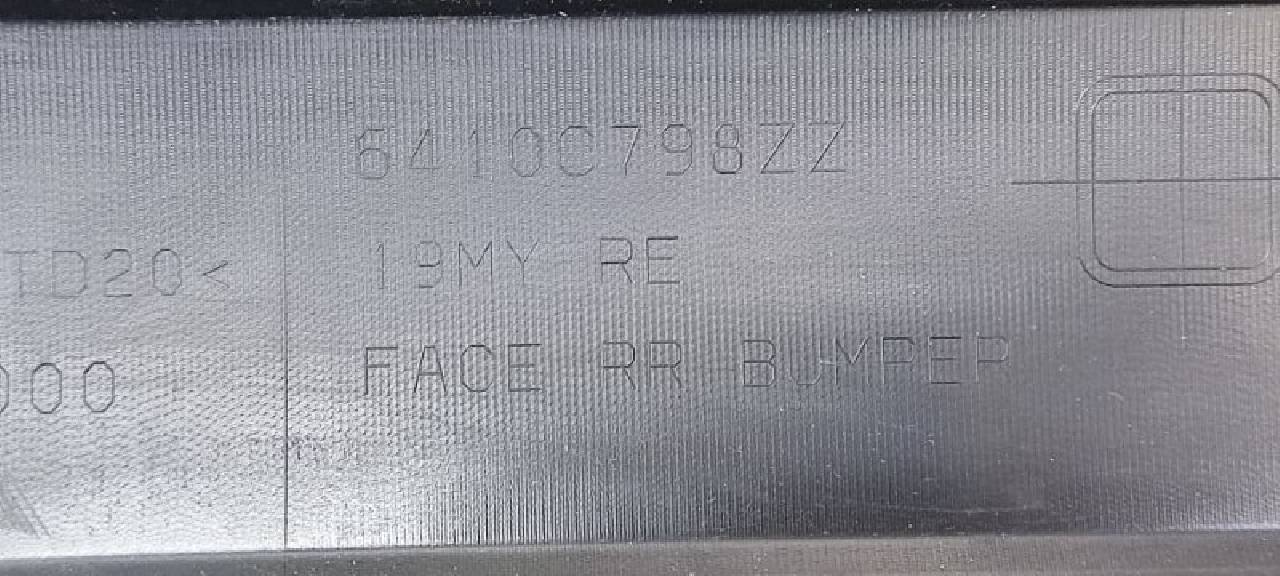 6410C798ZZ
TD20<
19MY RE
000
FACE RR BUMPER